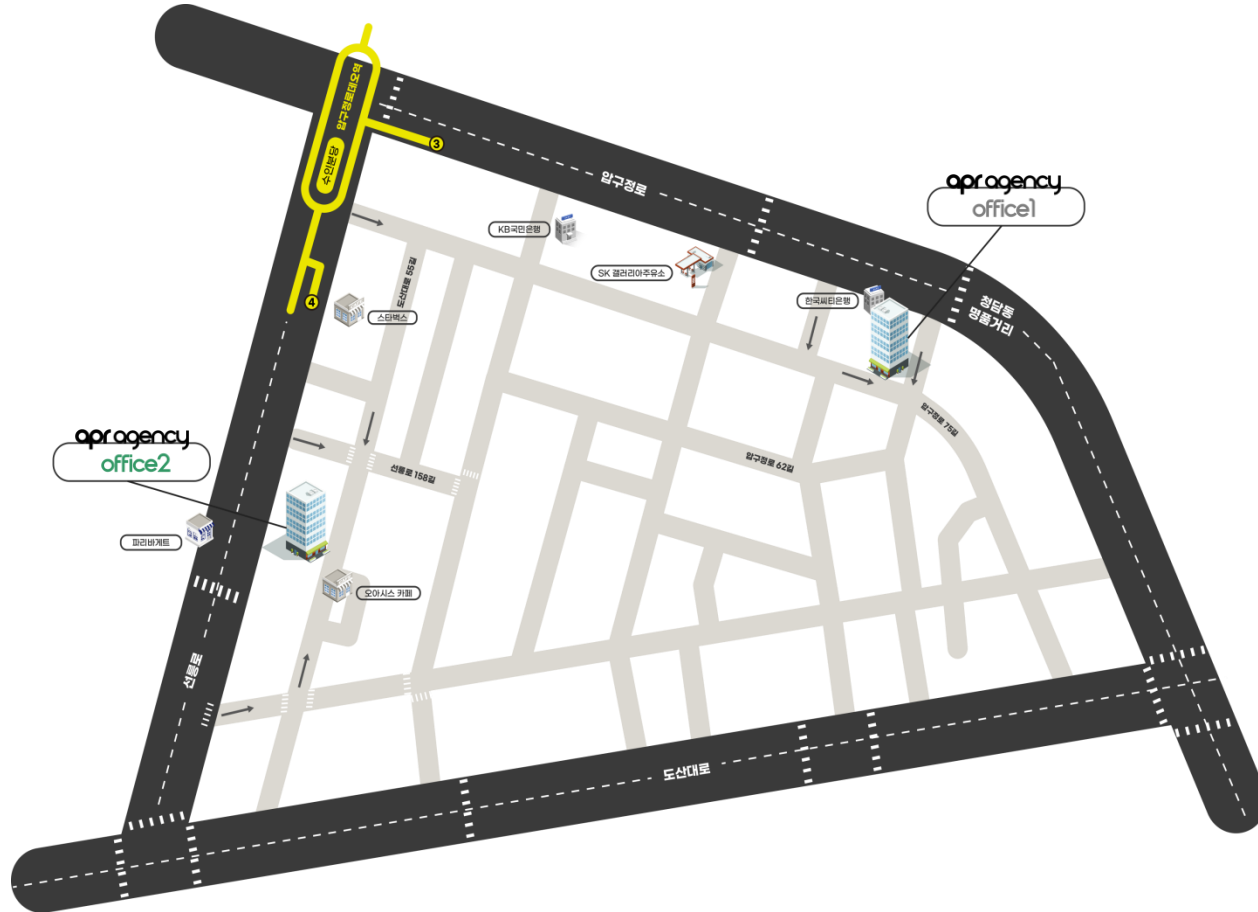 압구정로데오역
수인분당
3
4
압구정로
apr agency
office1
KB국민은행
SK 갤러리아주유소
한국씨티은행
청담동
명품거리
도산대로 55길
스타벅스
압구정로 75길
apr agency
office2
선릉로 158길
압구정로 62길
파리바게트
오아시스 카페
선릉로
도산대로